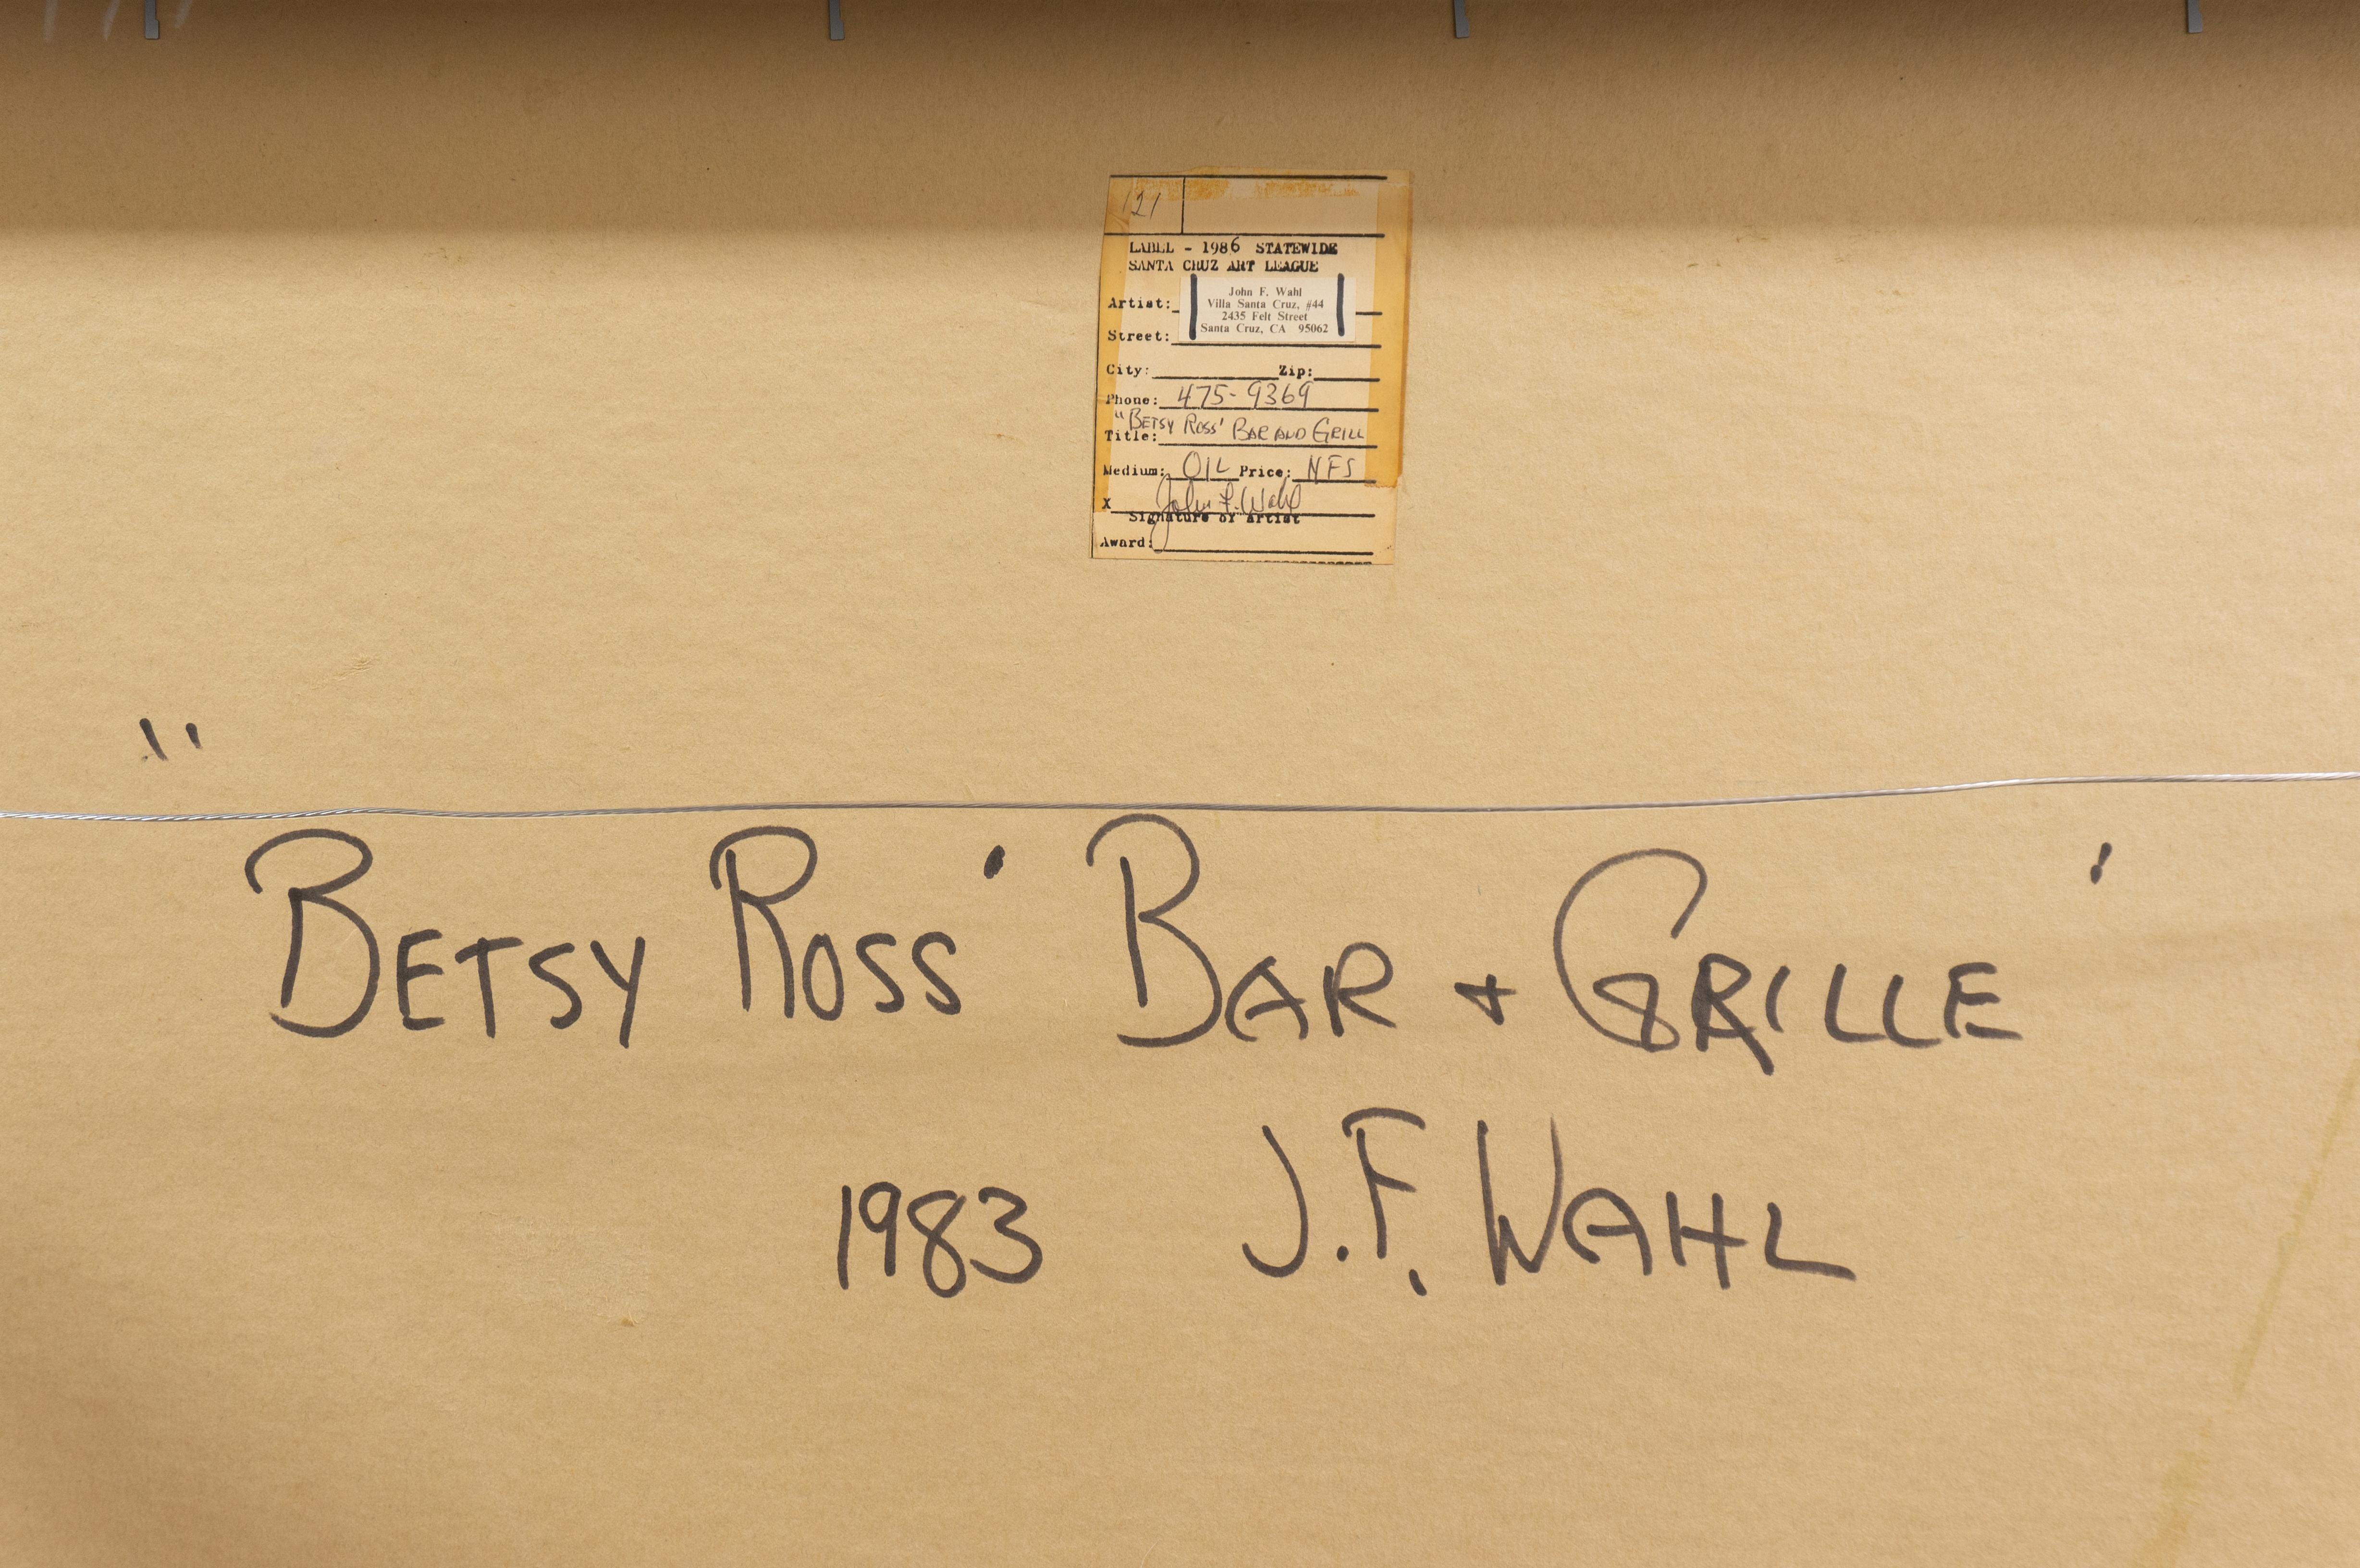 121
LABEL - 1986 STATEWIDE
SANTA CRUZ ART LEAGUE
John F. Wahl
Villa Santa Cruz, #44
2435 Felt Street
Santa Cruz, CA 95062
Artist:
Street:
City: Zip:
Phone: 475-9369
Title: "BETSY ROSS' BAR AND GRILL
Medium: OIL Price: NFS
X John F. Wahl
Signature of artist
Award:
" BETSY ROSS' BAR + GRILLE '
1983 J.F. WAHL